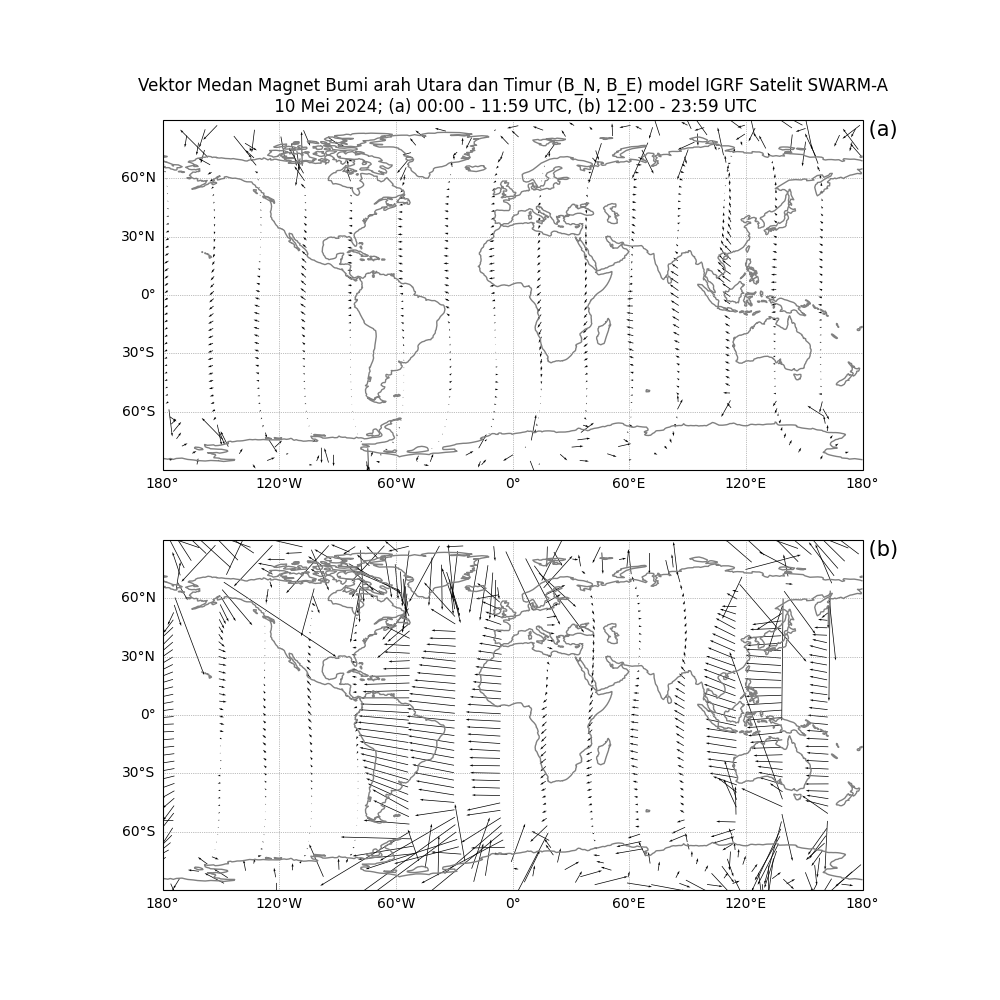 Vektor Medan Magnet Bumi arah Utara dan Timur (B_N, B_E) model IGRF Satelit SWARM-A
10 Mei 2024; (a) 00:00 - 11:59 UTC, (b) 12:00 - 23:59 UTC
(a)
60°N
30°N
0°
30°S
60°S
180° 120°W 60°W 0° 60°E 120°E 180°
(b)
60°N
30°N
0°
30°S
60°S
180° 120°W 60°W 0° 60°E 120°E 180°